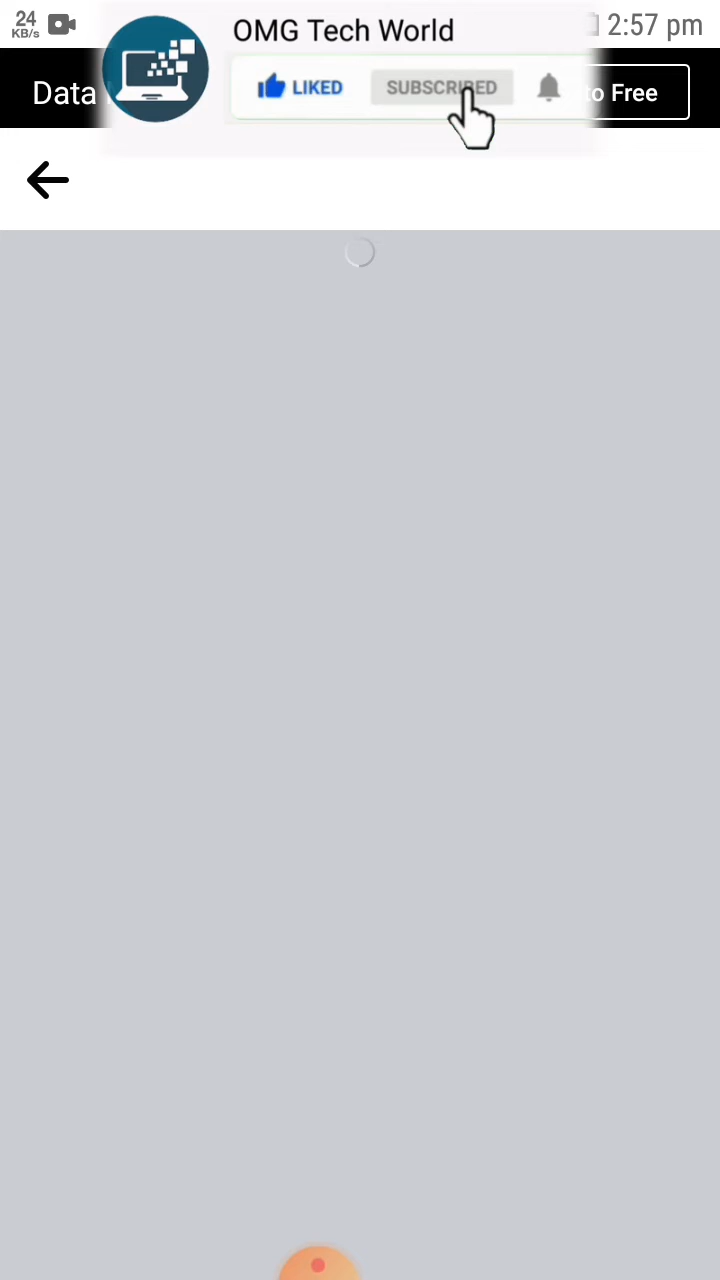 24
KB/s
2:57 pm
OMG Tech World
Data
to Free
LIKED
SUBSCRIBED